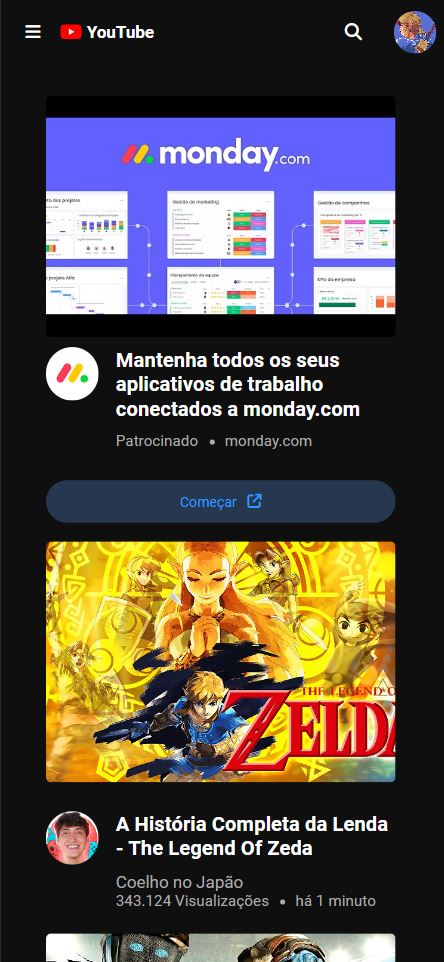 YouTube
monday.com
Gestão de marketing
Gestão de campanhas
Planejamento da equipe
KPIs da empresa
Mantenha todos os seus
aplicativos de trabalho
conectados a monday.com
Patrocinado • monday.com
Começar
THE LEGEND O
ZELDA
A História Completa da Lenda
- The Legend Of Zeda
Coelho no Japão
343.124 Visualizações • há 1 minuto